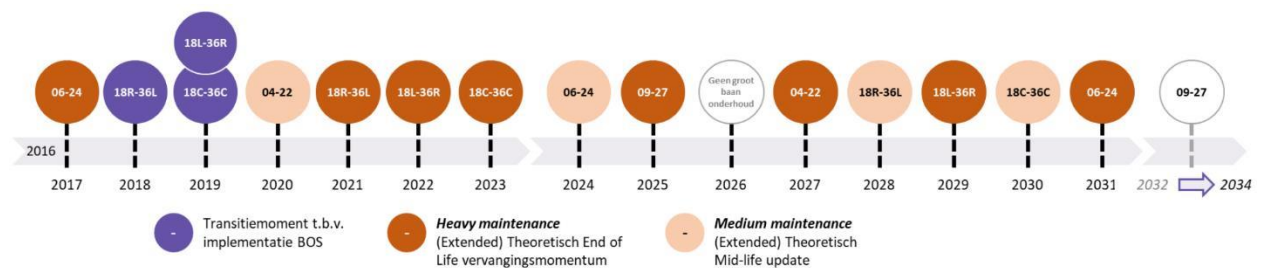 18L-36R
06-24
18R-36L
18C-36C
04-22
18R-36L
18L-36R
18C-36C
06-24
09-27
Geen groot
baan
onderhoud
04-22
18R-36L
18L-36R
18C-36C
06-24
09-27
2016
2017
2018
2019
2020
2021
2022
2023
2024
2025
2026
2027
2028
2029
2030
2031
2032
2034
-
Transitiemoment t.b.v.
implementatie BOS
-
Heavy maintenance
(Extended) Theoretisch End of
Life vervangingsmomentum
-
Medium maintenance
(Extended) Theoretisch
Mid-life update